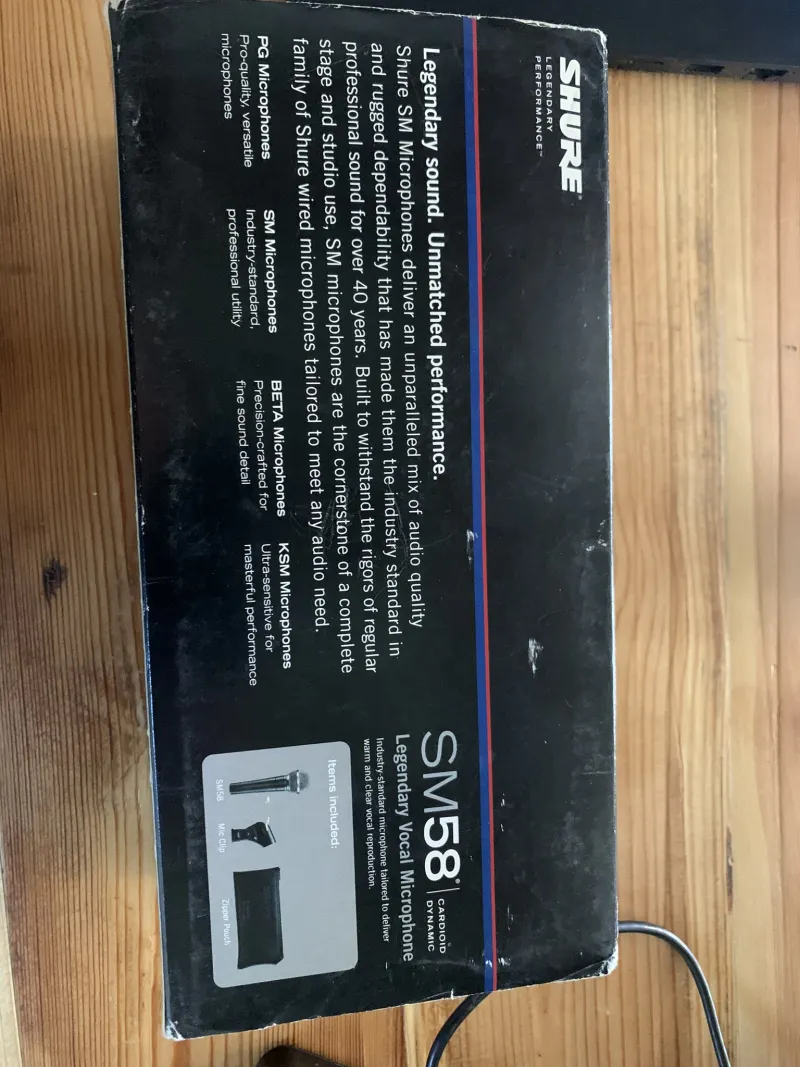 SHURE®
LEGENDARY
PERFORMANCE™
Legendary sound. Unmatched performance.
Shure SM Microphones deliver an unparalleled mix of audio quality
and rugged dependability that has made them the industry standard in
professional sound for over 40 years. Built to withstand the rigors of regular
stage and studio use, SM microphones are the cornerstone of a complete
family of Shure wired microphones tailored to meet any audio need.
PG Microphones
Pro-quality, versatile
microphones
SM Microphones
Industry-standard,
professional utility
BETA Microphones
Precision-crafted for
fine sound detail
KSM Microphones
Ultra-sensitive for
masterful performance
SM58® CARDIOID®
DYNAMIC
Legendary Vocal Microphone
Industry-standard microphone tailored to deliver
warm and clear vocal reproduction.
Items included:
SM58
Mic Clip
Zipper Pouch